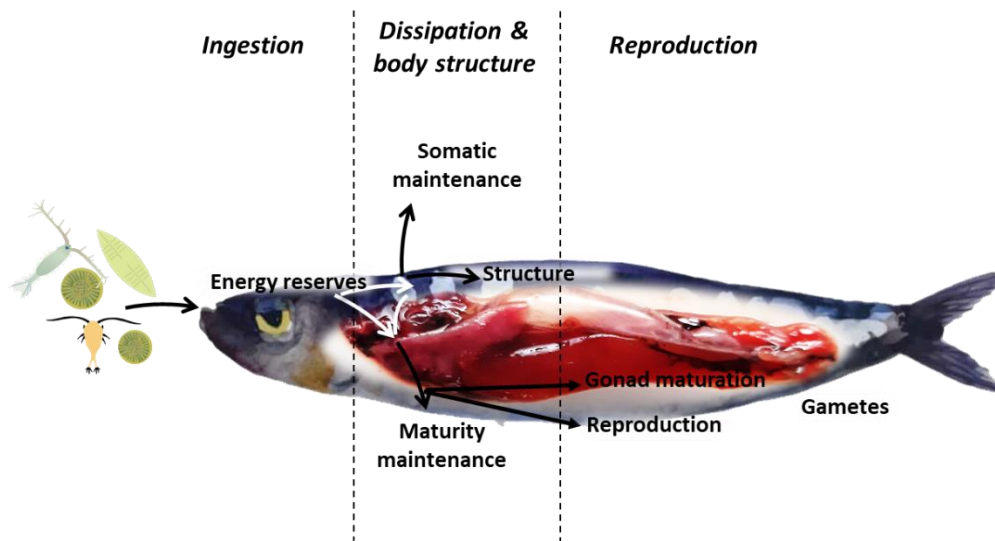 Ingestion
Dissipation &
body structure
Reproduction
Somatic
maintenance
Energy reserves
Structure
Gonad maturation
Gametes
Reproduction
Maturity
maintenance